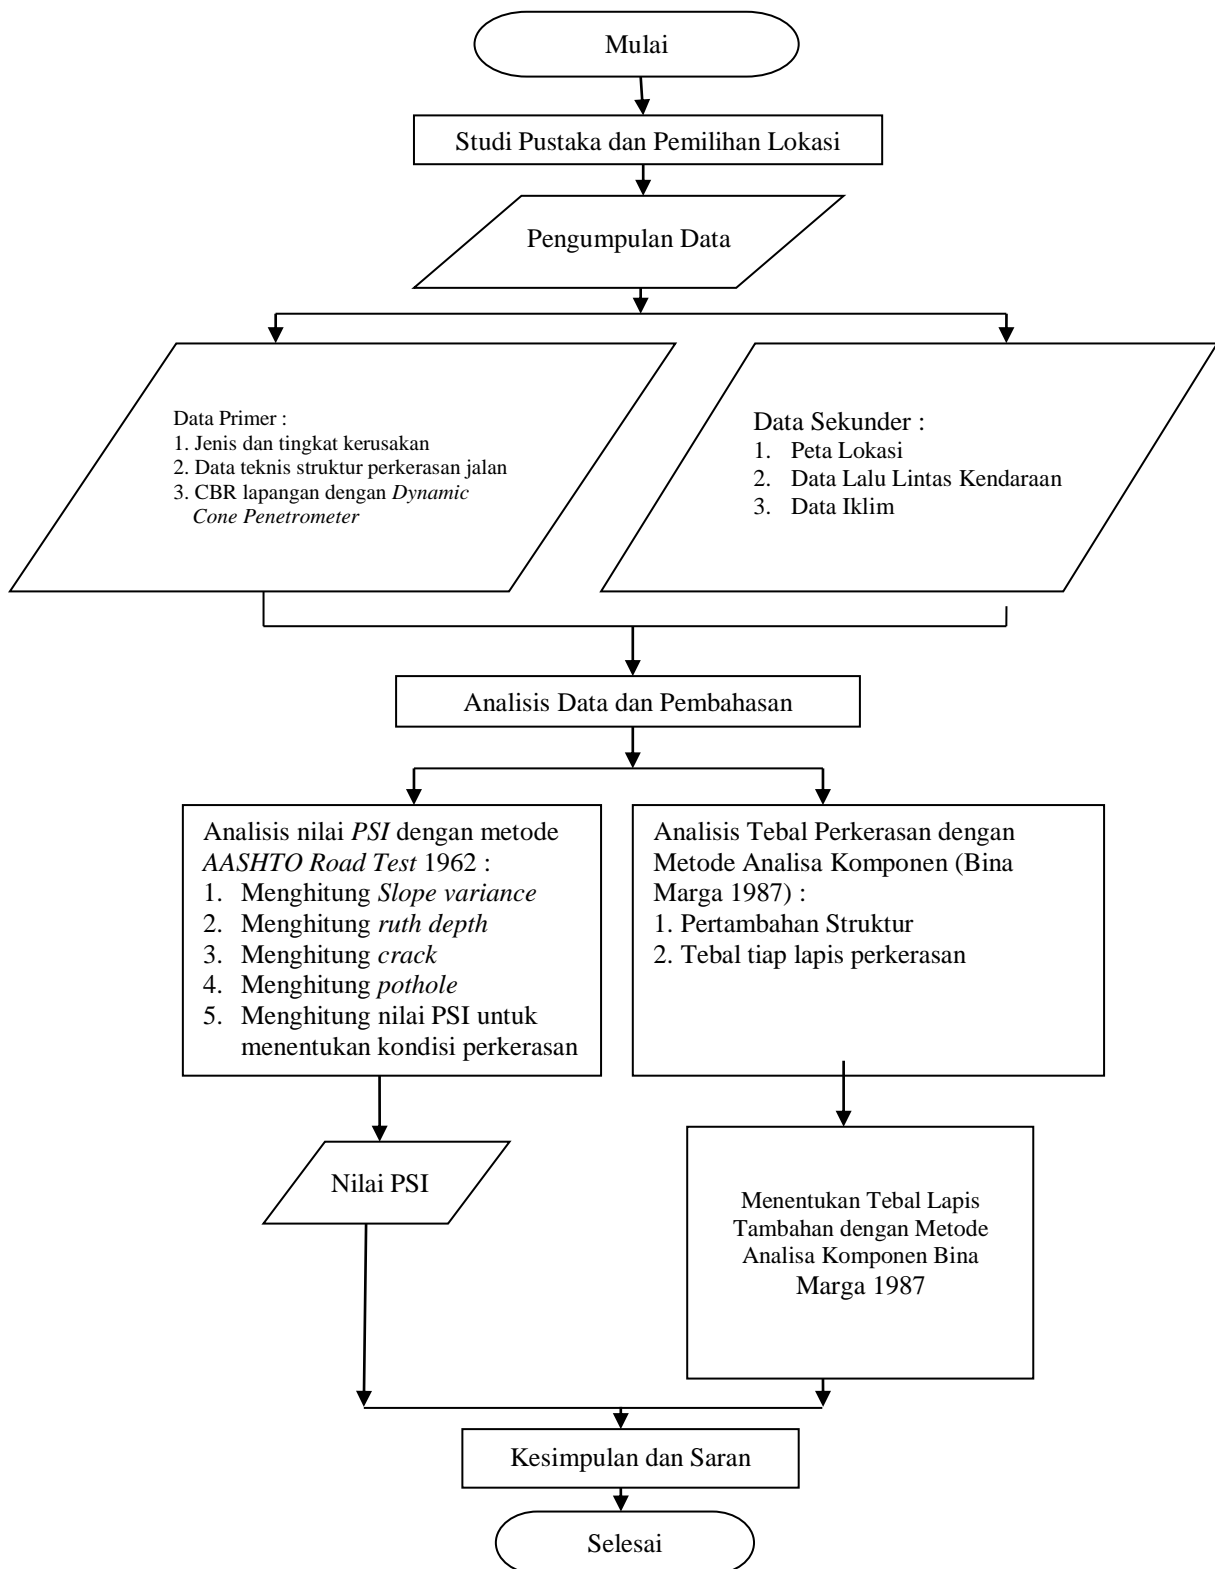 Mulai
Studi Pustaka dan Pemilihan Lokasi
Pengumpulan Data
Data Primer :
1. Jenis dan tingkat kerusakan
2. Data teknis struktur perkerasan jalan
3. CBR lapangan dengan Dynamic
Cone Penetrometer
Data Sekunder :
1. Peta Lokasi
2. Data Lalu Lintas Kendaraan
3. Data Iklim
Analisis Data dan Pembahasan
Analisis nilai PSI dengan metode
AASHTO Road Test 1962 :
1. Menghitung Slope variance
2. Menghitung ruth depth
3. Menghitung crack
4. Menghitung pothole
5. Menghitung nilai PSI untuk
menentukan kondisi perkerasan
Analisis Tebal Perkerasan dengan
Metode Analisa Komponen (Bina
Marga 1987) :
1. Pertambahan Struktur
2. Tebal tiap lapis perkerasan
Nilai PSI
Menentukan Tebal Lapis
Tambahan dengan Metode
Analisa Komponen Bina
Marga 1987
Kesimpulan dan Saran
Selesai